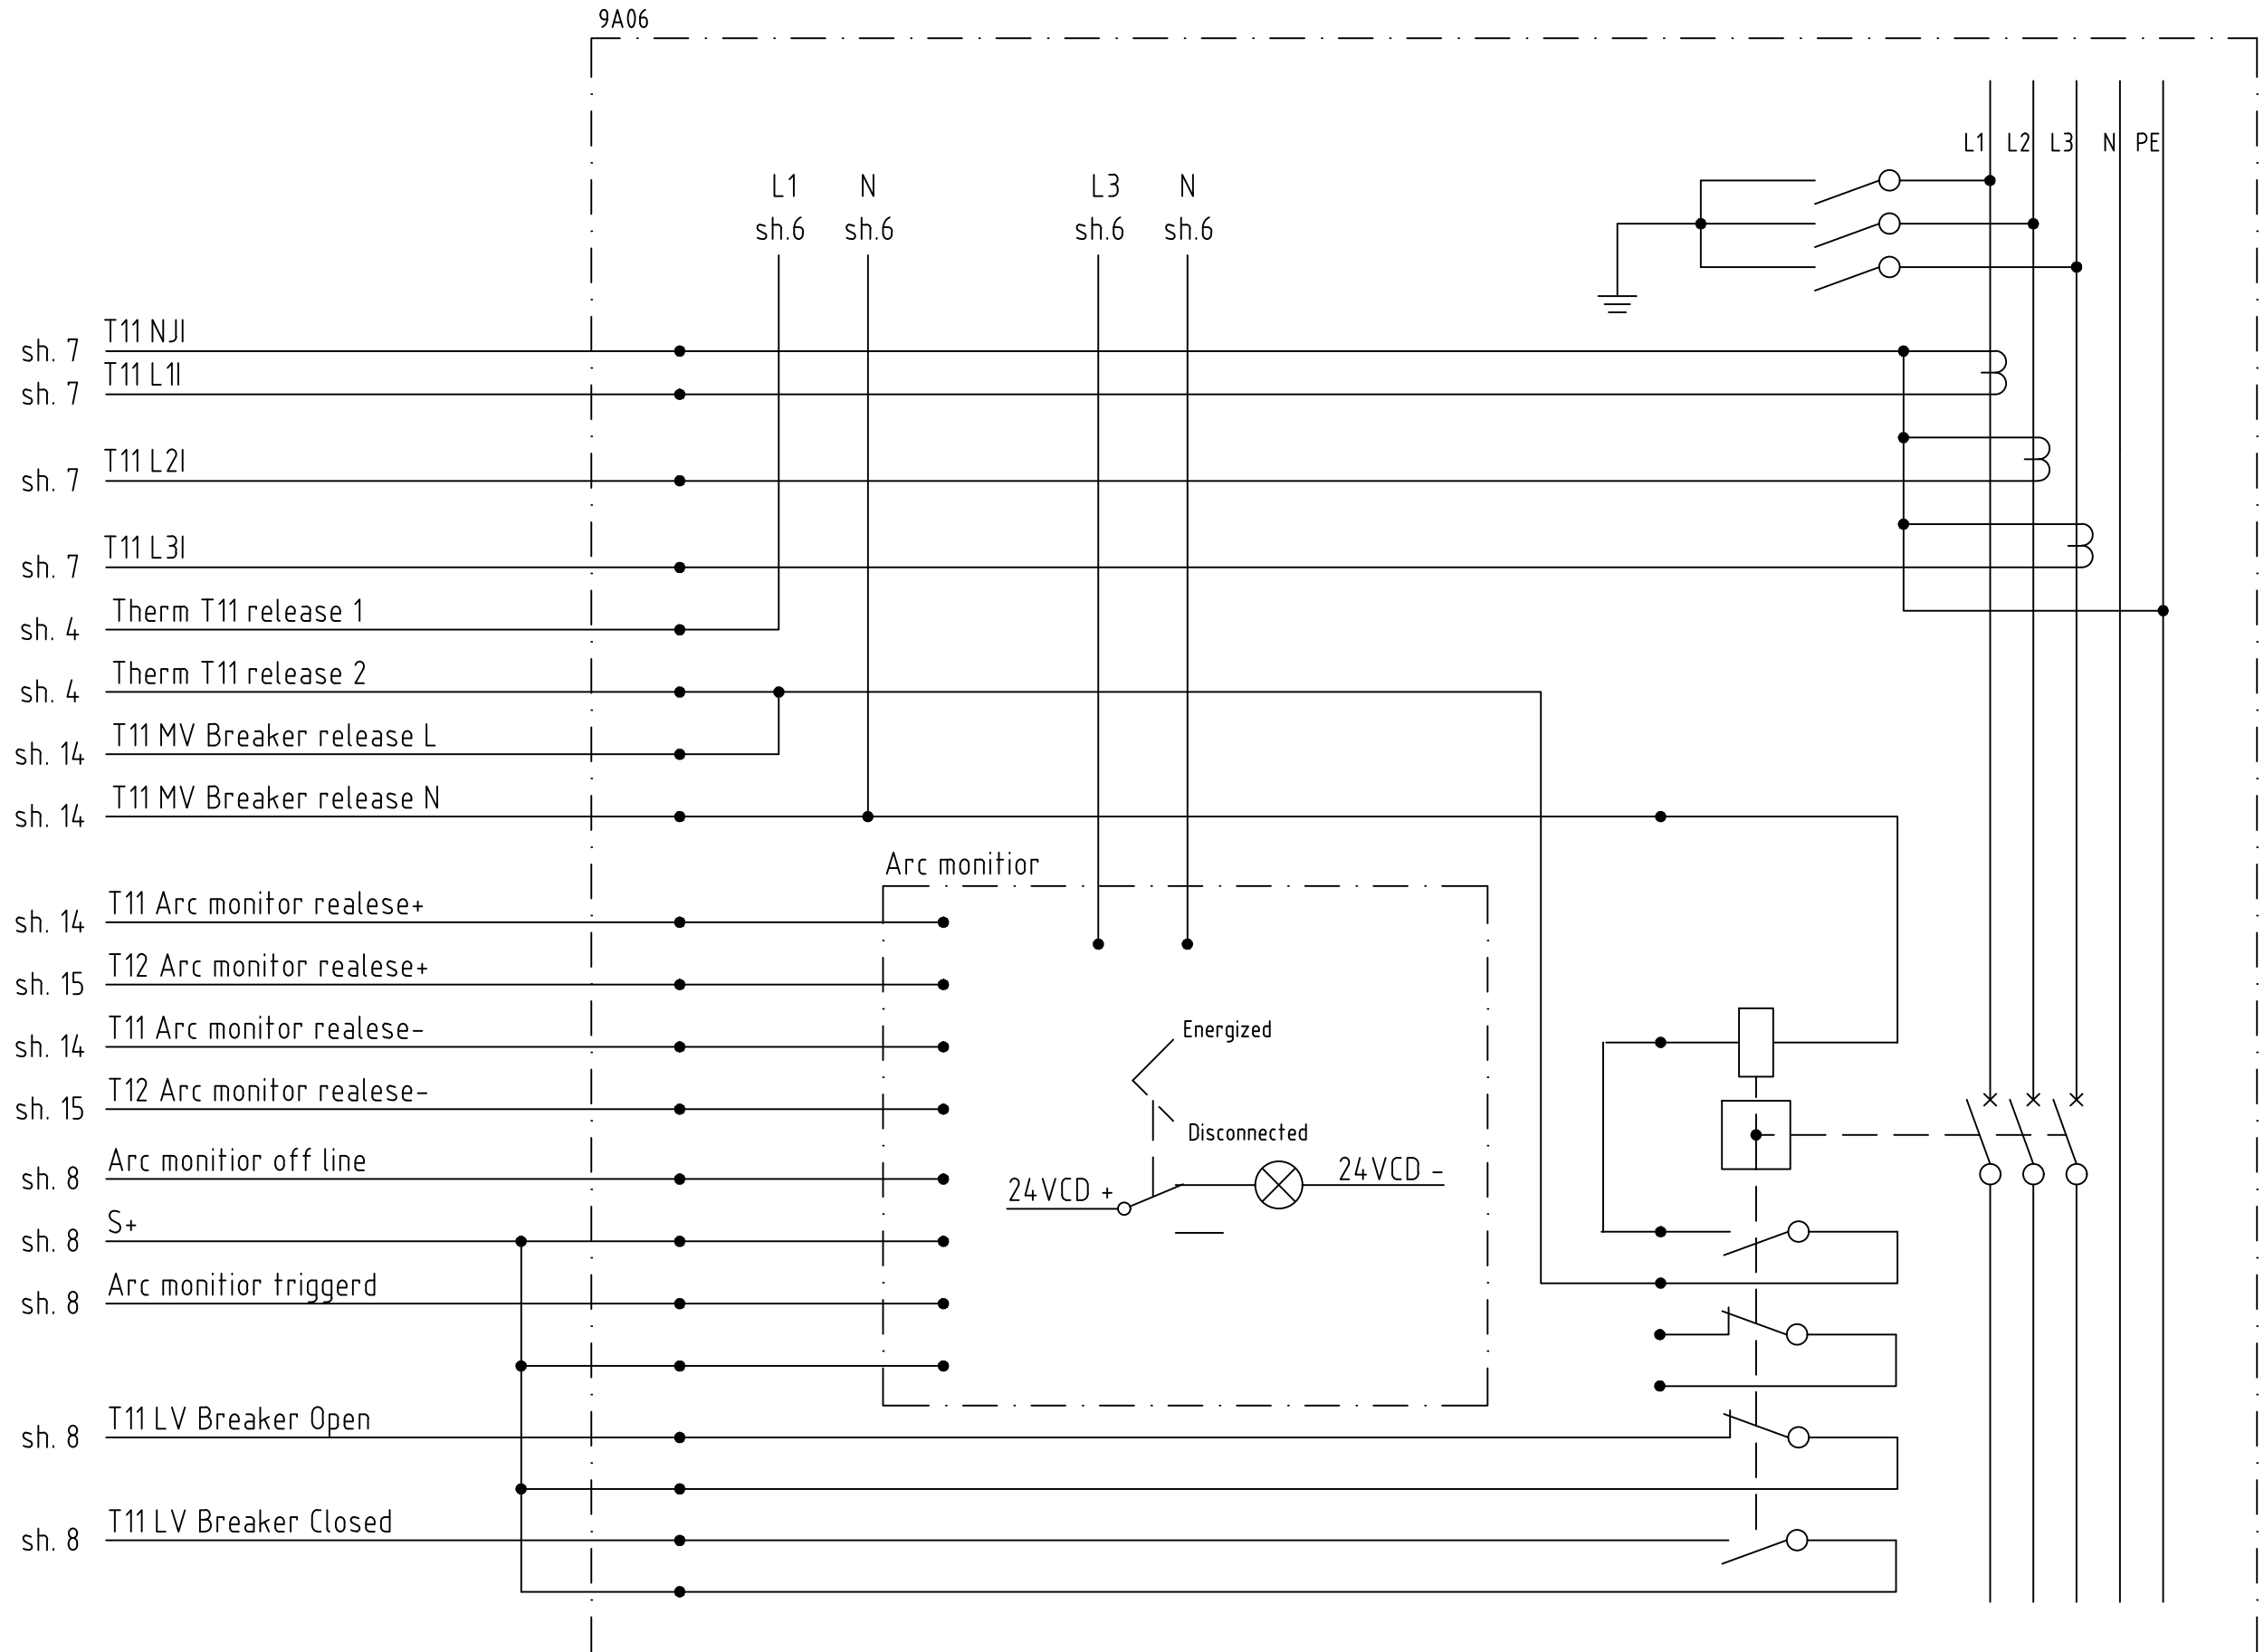 9A06
L1 L2 L3 N PE
L1 N L3 N
sh.6 sh.6 sh.6 sh.6
T11 NJI
sh. 7
T11 L1I
sh. 7
T11 L2I
sh. 7
T11 L3I
sh. 7
Therm T11 release 1
sh. 4
Therm T11 release 2
sh. 4
T11 MV Breaker release L
sh. 14
T11 MV Breaker release N
sh. 14
Arc monitior
T11 Arc monitor realese+
sh. 14
T12 Arc monitor realese+
sh. 15
T11 Arc monitor realese-
sh. 14
T12 Arc monitor realese-
sh. 15
Energized
Disconnected
24VCD +
24VCD -
Arc monitior off line
sh. 8
S+
sh. 8
Arc monitior triggerd
sh. 8
T11 LV Breaker Open
sh. 8
T11 LV Breaker Closed
sh. 8